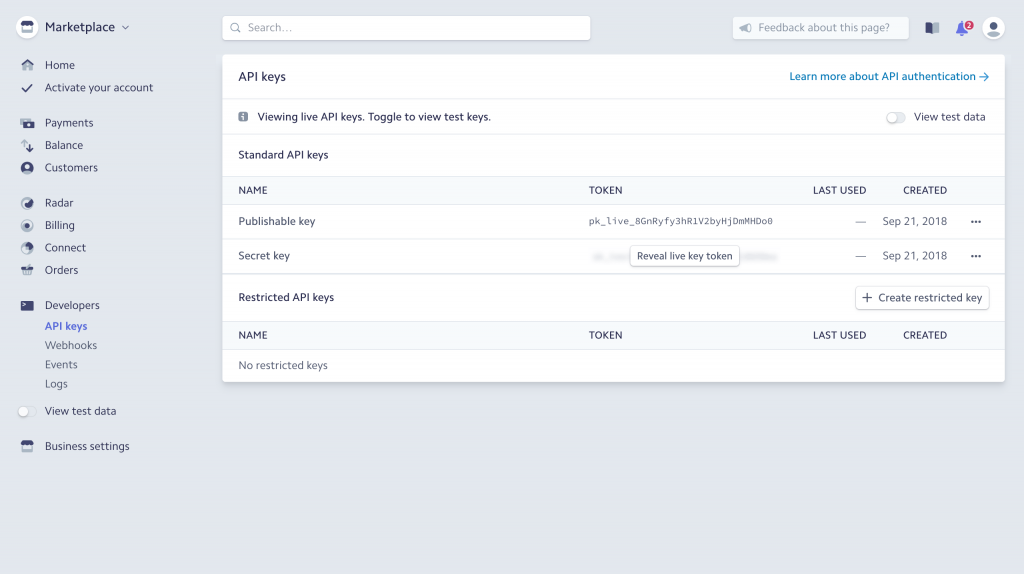 Marketplace
Search…
Feedback about this page?
2
Home
Activate your account
Payments
Balance
Customers
Radar
Billing
Connect
Orders
Developers
API keys
Webhooks
Events
Logs
View test data
Business settings
API keys
Learn more about API authentication →
Viewing live API keys. Toggle to view test keys.
View test data
Standard API keys
NAME TOKEN LAST USED CREATED
Publishable key pk_live_8GnRyfy3hR1V2byHjDmMHDo0 — Sep 21, 2018 •••
Secret key Reveal live key token — Sep 21, 2018 •••
Restricted API keys
+ Create restricted key
NAME TOKEN LAST USED CREATED
No restricted keys